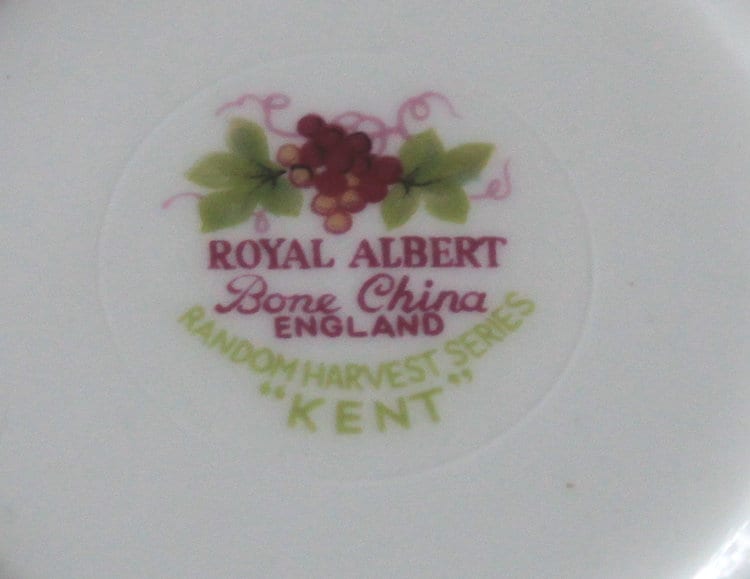 ROYAL ALBERT
Bone China
ENGLAND
RANDOM HARVEST SERIES
"KENT"